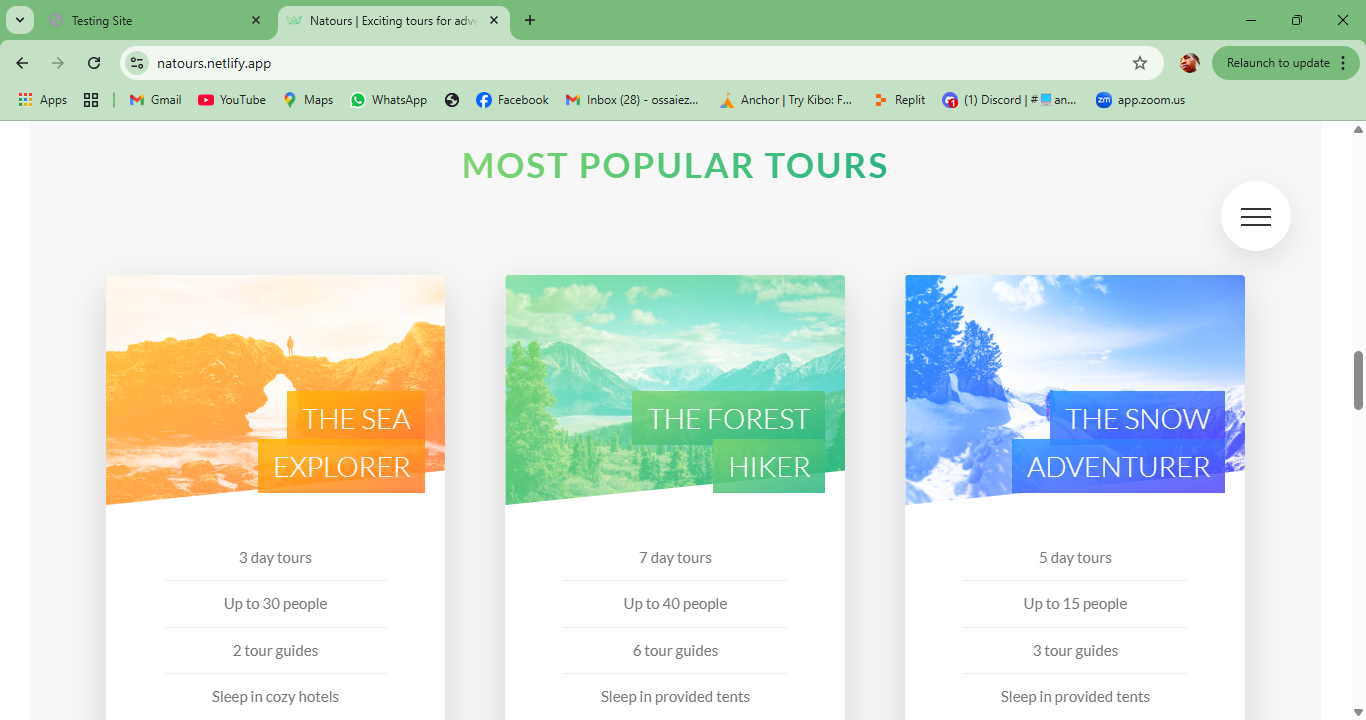 Testing Site
Natours | Exciting tours for adve
natours.netlify.app
Relaunch to update
Apps
Gmail
YouTube
Maps
WhatsApp
Facebook
Inbox (28) - ossaiez...
Anchor | Try Kibo: F...
Replit
(1) Discord | #💻an...
zm
app.zoom.us
MOST POPULAR TOURS
THE SEA
EXPLORER
3 day tours
Up to 30 people
2 tour guides
Sleep in cozy hotels
THE FOREST
HIKER
7 day tours
Up to 40 people
6 tour guides
Sleep in provided tents
THE SNOW
ADVENTURER
5 day tours
Up to 15 people
3 tour guides
Sleep in provided tents